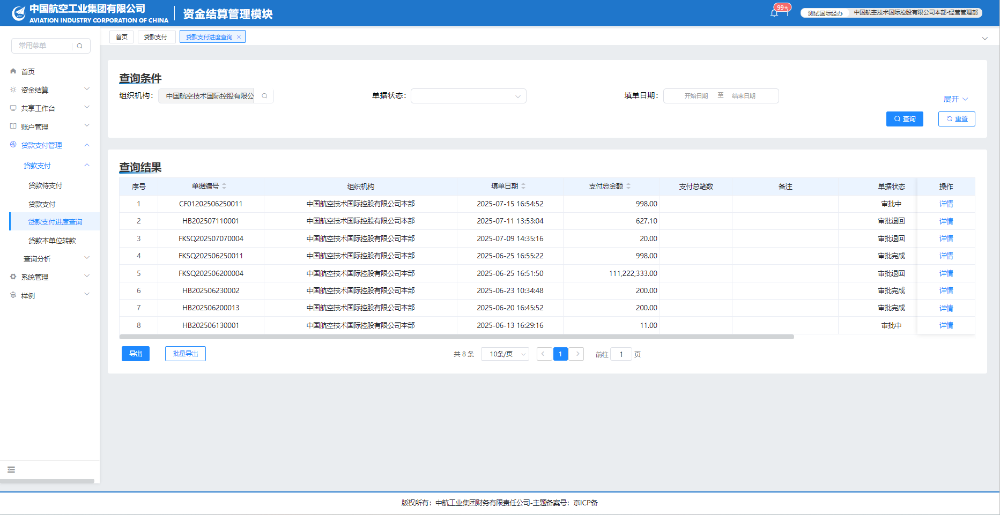 中国航空工业集团有限公司
AVIATION INDUSTRY CORPORATION OF CHINA
资金结算管理模块
99+
测试国际经办
中国航空技术国际控股有限公司本部-经营管理部
常用菜单
首页
资金结算
共享工作台
账户管理
贷款支付管理
贷款支付
贷款待支付
贷款支付
贷款支付进度查询
贷款本单位转款
查询分析
系统管理
样例
首页 贷款支付 贷款支付进度查询
查询条件
组织机构： 中国航空技术国际控股有限公 单据状态： 填单日期： 开始日期 至 结束日期
展开
查询 重置
查询结果
序号 单据编号 组织机构 填单日期 支付总金额 支付总笔数 备注 单据状态 操作
1 CF01202506250011 中国航空技术国际控股有限公司本部 2025-07-15 16:54:52 998.00 审批中 详情
2 HB202507110001 中国航空技术国际控股有限公司本部 2025-07-11 13:53:04 627.10 审批退回 详情
3 FKSQ202507070004 中国航空技术国际控股有限公司本部 2025-07-09 14:35:16 20.00 审批退回 详情
4 FKSQ202506250011 中国航空技术国际控股有限公司本部 2025-06-25 16:55:22 998.00 审批完成 详情
5 FKSQ202506200004 中国航空技术国际控股有限公司本部 2025-06-25 16:51:50 111,222,333.00 审批退回 详情
6 HB202506230002 中国航空技术国际控股有限公司本部 2025-06-23 10:34:48 200.00 审批完成 详情
7 HB202506200013 中国航空技术国际控股有限公司本部 2025-06-20 16:45:52 200.00 审批完成 详情
8 HB202506130001 中国航空技术国际控股有限公司本部 2025-06-13 16:29:16 11.00 审批中 详情
导出 批量导出 共 8 条 10条/页 1 前往 1 页
版权所有：中航工业集团财务有限责任公司-主题备案号：京ICP备